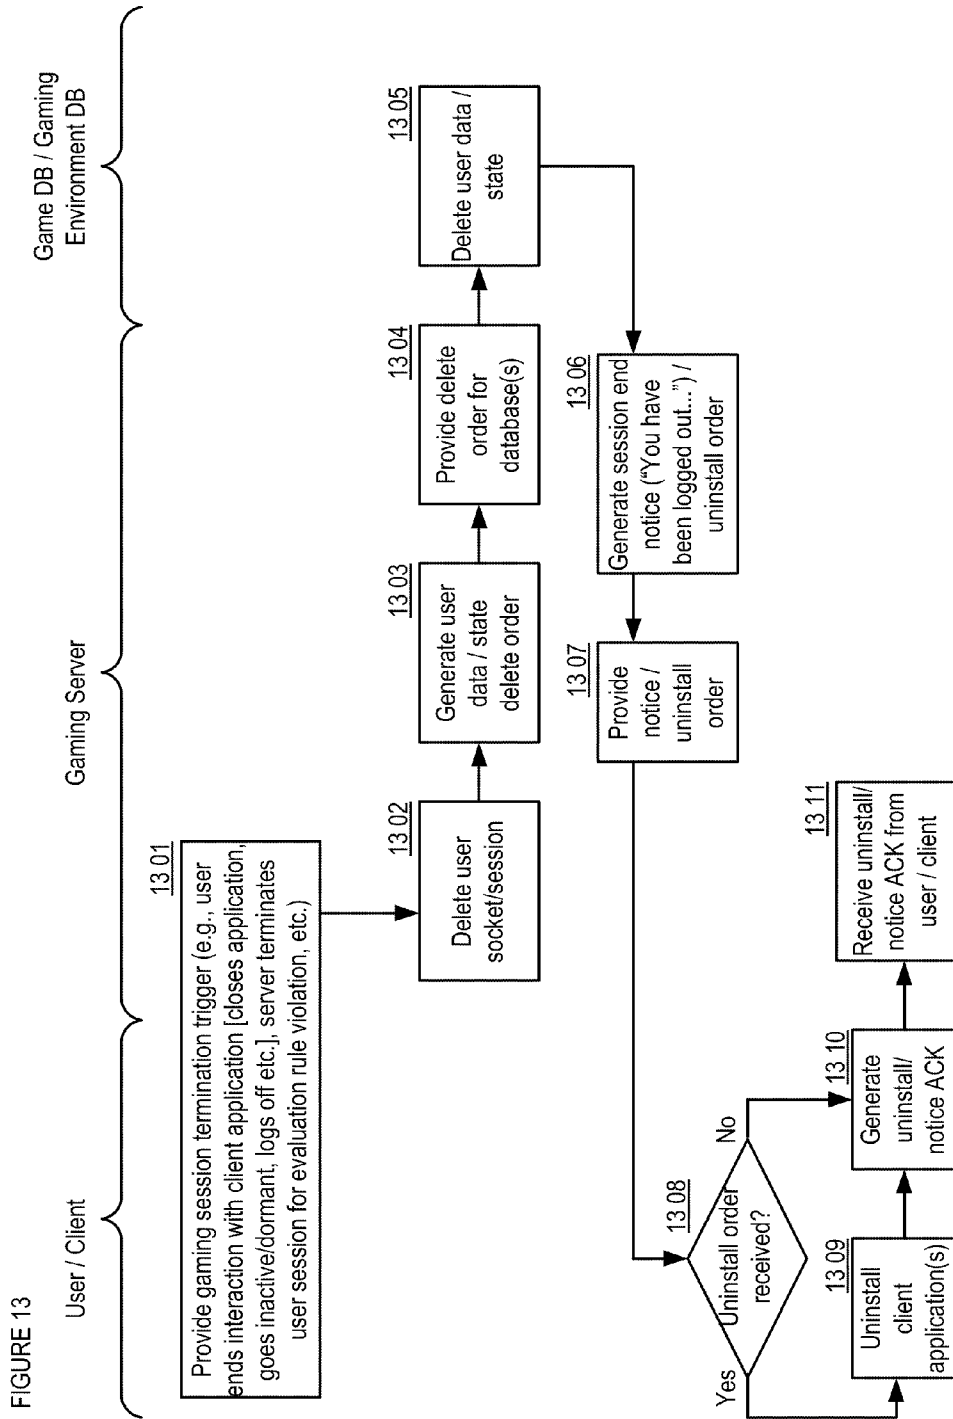 FIGURE 13
User / Client
Gaming Server
Game DB / Gaming
Environment DB
13 01
Provide gaming session termination trigger (e.g., user
ends interaction with client application [closes application,
goes inactive/dormant, logs off etc.], server terminates
user session for evaluation rule violation, etc.)
13 02
Delete user
socket/session
13 03
Generate user
data / state
delete order
13 04
Provide delete
order for
database(s)
13 05
Delete user data /
state
13 06
Generate session end
notice (“You have
been logged out...”) /
uninstall order
13 07
Provide
notice /
uninstall
order
13 08
Uninstall order
received?
Yes
No
13 09
Uninstall
client
application(s)
13 10
Generate
uninstall/
notice ACK
13 11
Receive uninstall/
notice ACK from
user / client